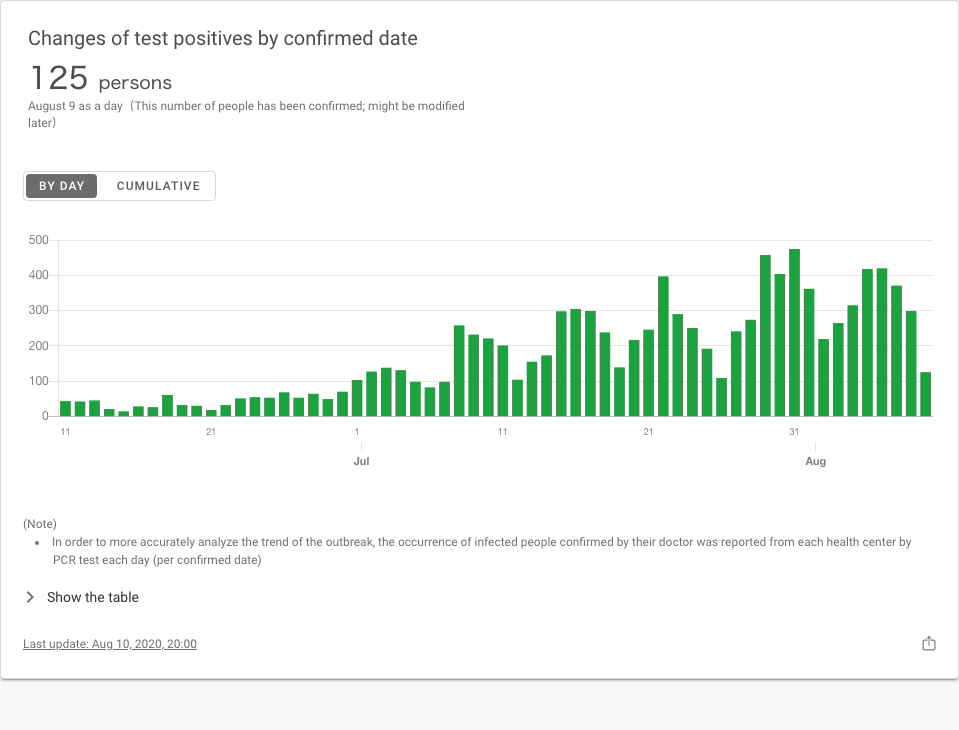 Changes of test positives by confirmed date
125 persons
August 9 as a day（This number of people has been confirmed; might be modified
later）
BY DAY CUMULATIVE
500
400
300
200
100
0
11 21 1 11 21 31
Jul Aug
(Note)
• In order to more accurately analyze the trend of the outbreak, the occurrence of infected people confirmed by their doctor was reported from each health center by
PCR test each day (per confirmed date)
Show the table
Last update: Aug 10, 2020, 20:00